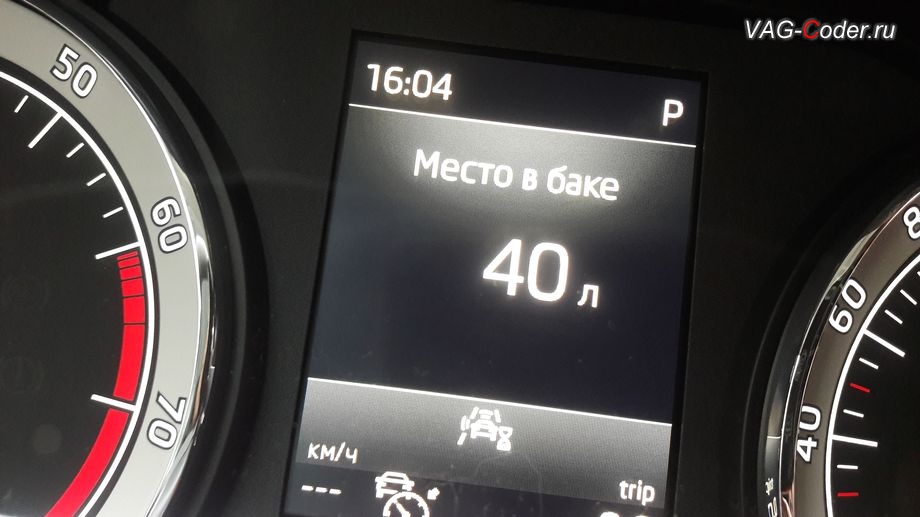 VAG-Coder.ru
16:04
P
Место в баке
40 л
км/ч
---
trip
50
60
70
40
60